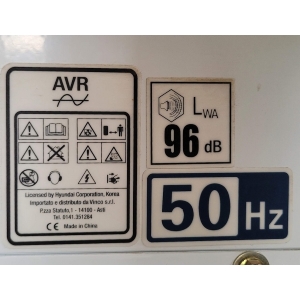 AVR
Licensed by Hyundai Corporation, Korea
Importato e distribuito da Vinco s.r.l.
P.zza Statuto,1 - 14100 - Asti
Tel. 0141.351284
CE Made in China
LWA
96 dB
50 Hz